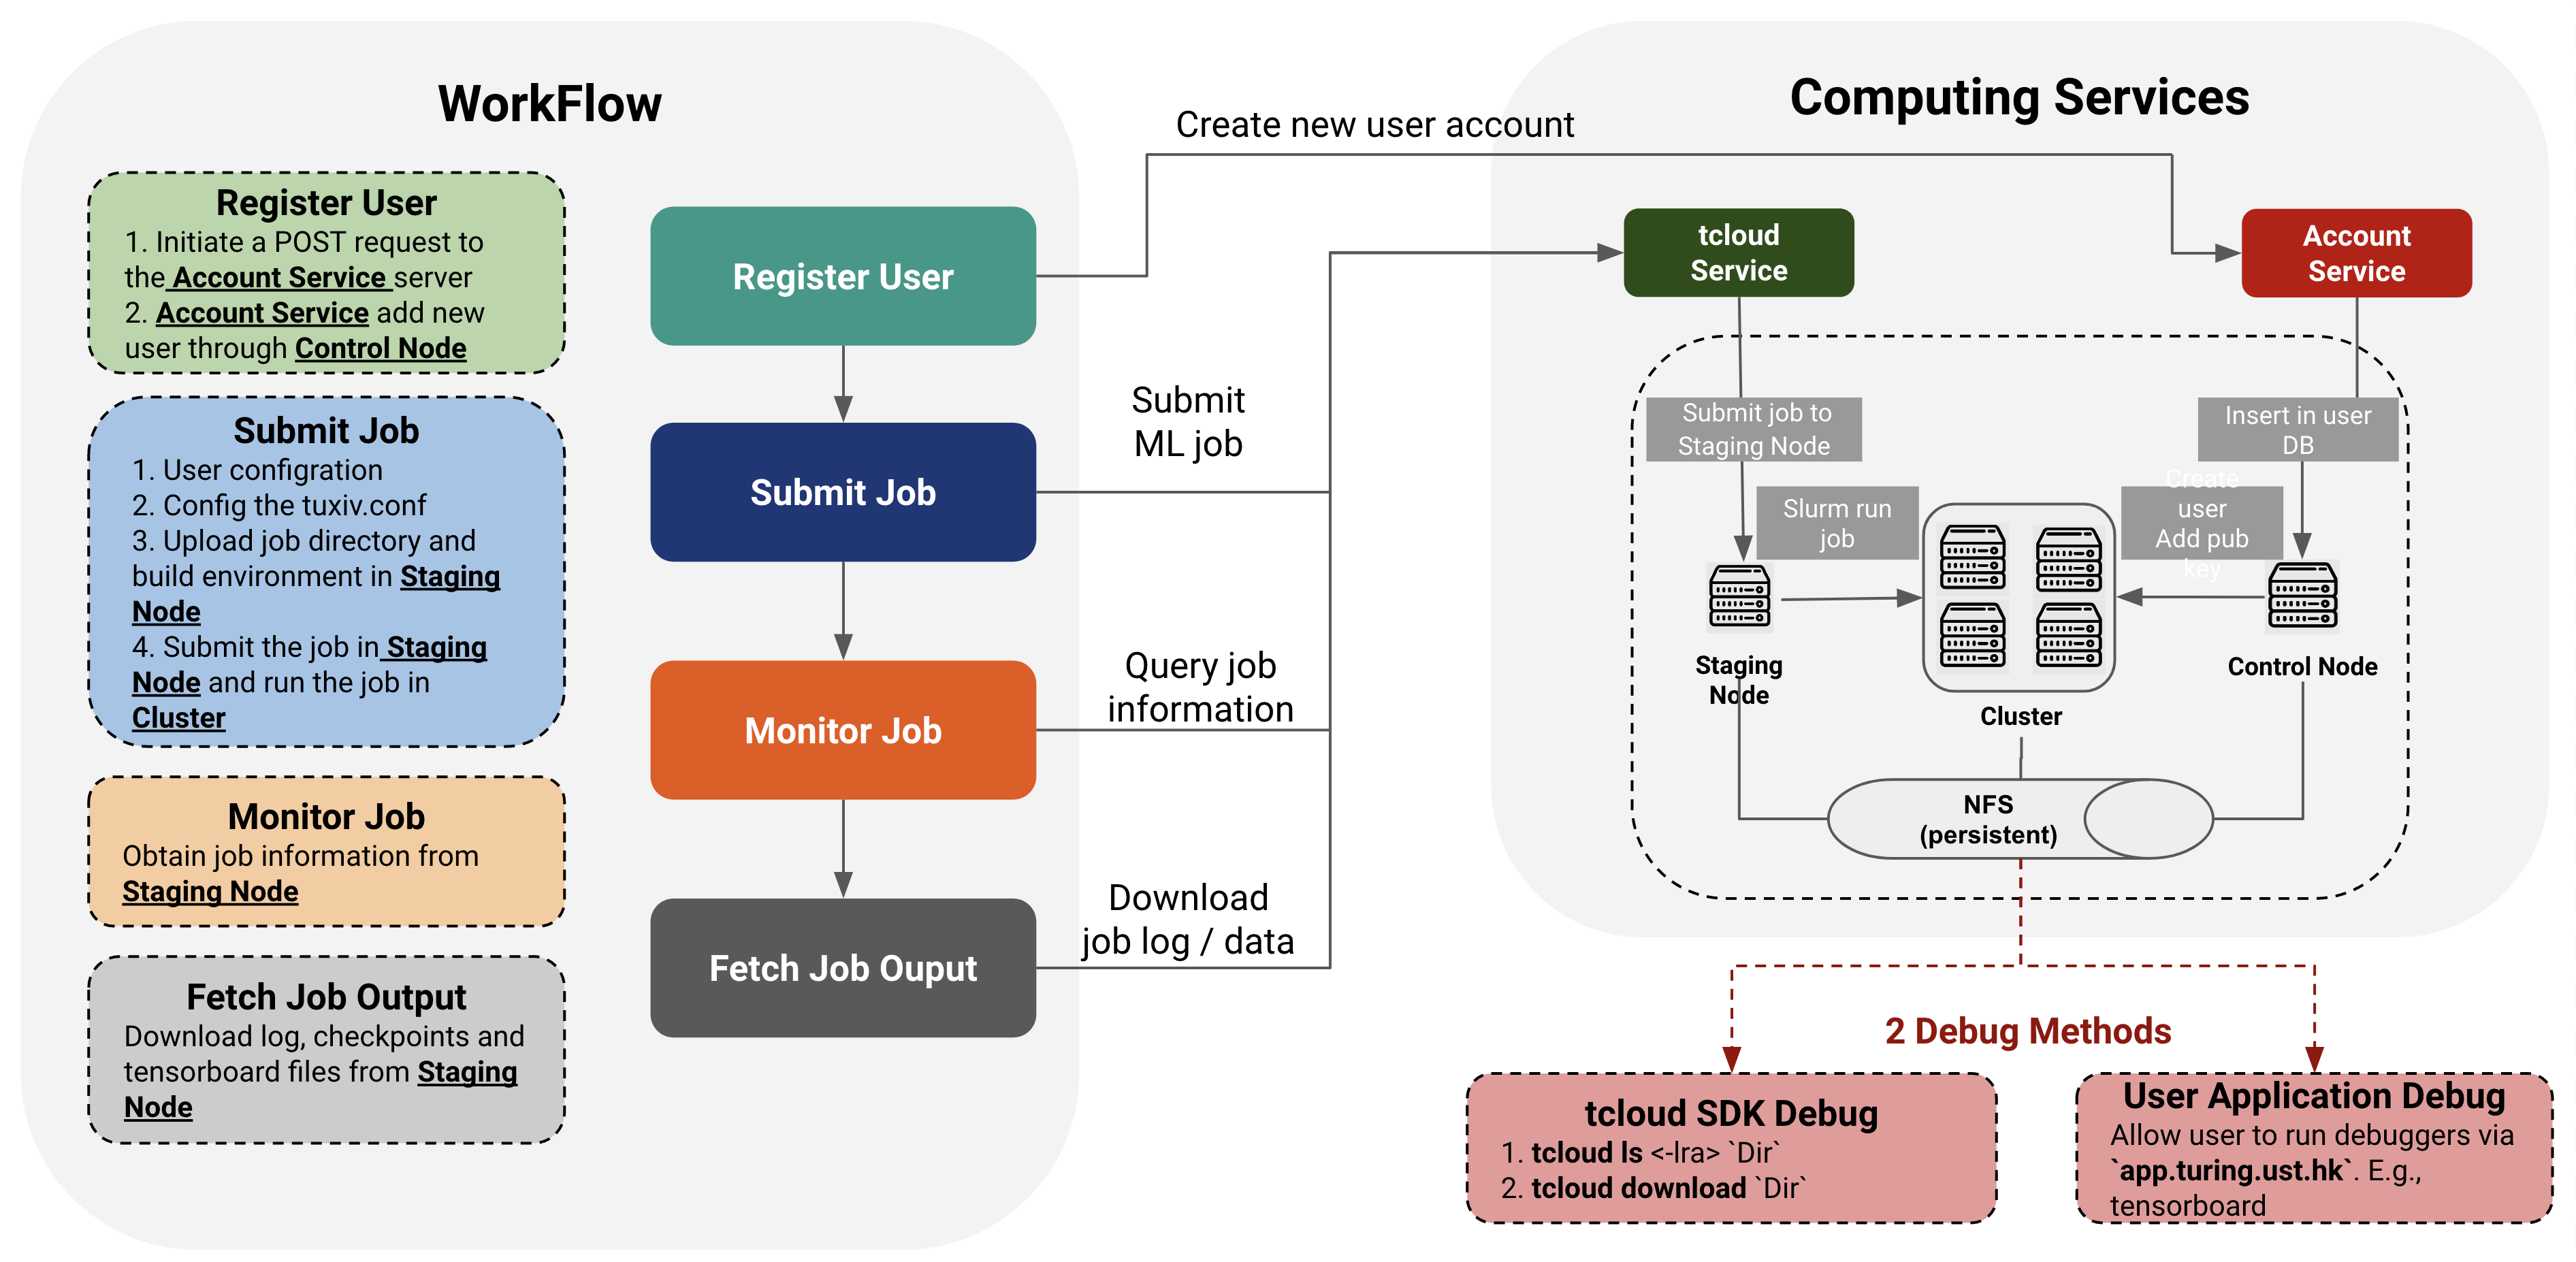 WorkFlow
Register User
1. Initiate a POST request to
the Account Service server
2. Account Service add new
user through Control Node
Submit Job
1. User configration
2. Config the tuxiv.conf
3. Upload job directory and
build environment in Staging
Node
4. Submit the job in Staging
Node and run the job in
Cluster
Monitor Job
Obtain job information from
Staging Node
Fetch Job Output
Download log, checkpoints and
tensorboard files from Staging
Node
Register User
Submit Job
Monitor Job
Fetch Job Ouput
Create new user account
Submit
ML job
Query job
information
Download
job log / data
Computing Services
tcloud
Service
Account
Service
Submit job to
Staging Node
Insert in user
DB
Slurm run
job
Create
user
Add pub
key
Staging
Node
Cluster
Control Node
NFS
(persistent)
2 Debug Methods
tcloud SDK Debug
1. tcloud ls <-lra> `Dir`
2. tcloud download `Dir`
User Application Debug
Allow user to run debuggers via
`app.turing.ust.hk`. E.g.,
tensorboard